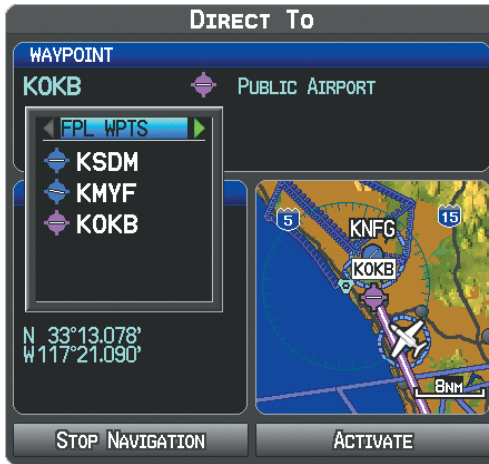 DIRECT TO
WAYPOINT
KOKB
PUBLIC AIRPORT
FPL WPTS
KSDM
KMYF
KOKB
N 33°13.078'
W117°21.090'
5
15
KNFG
KOKB
8NM
STOP NAVIGATION
ACTIVATE